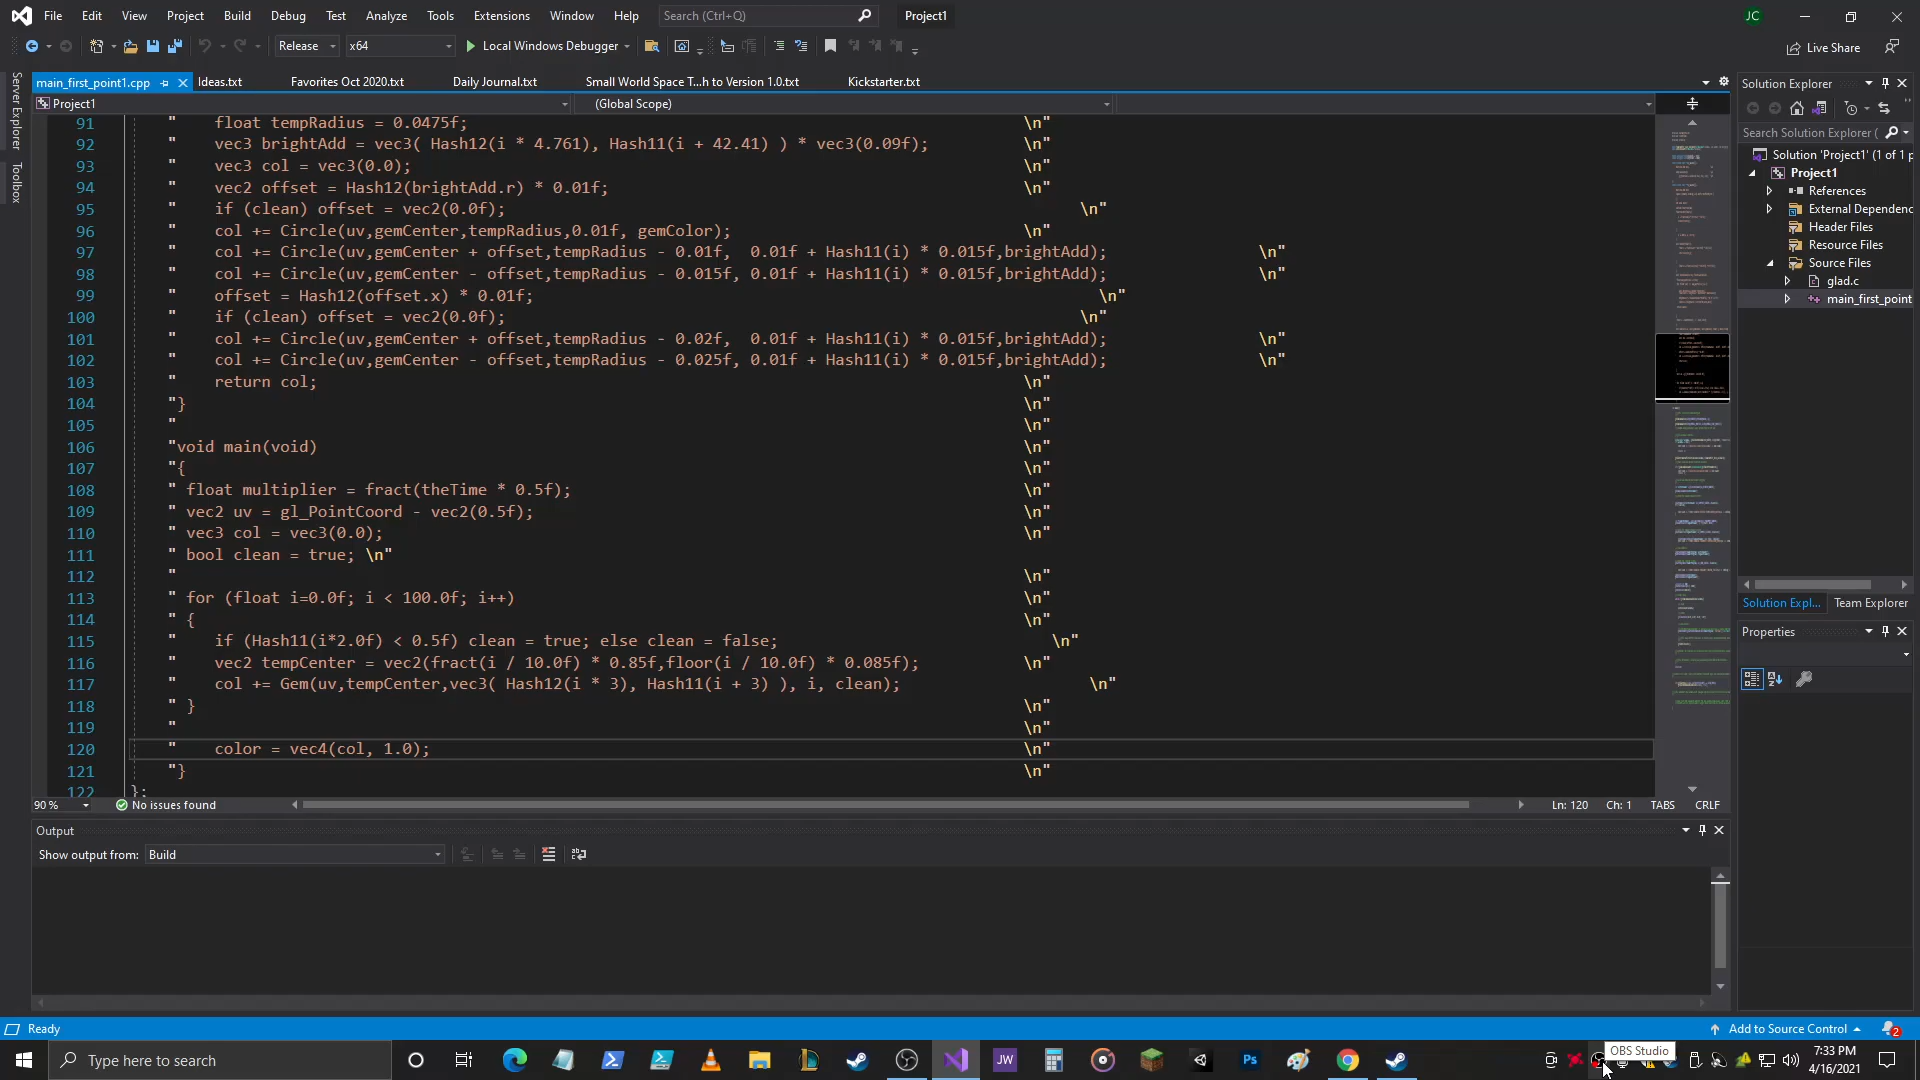 File Edit View Project Build Debug Test Analyze Tools Extensions Window Help Search (Ctrl+Q) Project1 JC
Release x64 Local Windows Debugger Live Share
Server Explorer
Toolbox
main_first_point1.cpp Ideas.txt Favorites Oct 2020.txt Daily Journal.txt Small World Space T...h to Version 1.0.txt Kickstarter.txt
Project1 (Global Scope)
91 " float tempRadius = 0.0475f; \n"
92 " vec3 brightAdd = vec3( Hash12(i * 4.761), Hash11(i + 42.41) ) * vec3(0.09f); \n"
93 " vec3 col = vec3(0.0); \n"
94 " vec2 offset = Hash12(brightAdd.r) * 0.01f; \n"
95 " if (clean) offset = vec2(0.0f); \n"
96 " col += Circle(uv,gemCenter,tempRadius,0.01f, gemColor); \n"
97 " col += Circle(uv,gemCenter + offset,tempRadius - 0.01f, 0.01f + Hash11(i) * 0.015f,brightAdd); \n"
98 " col += Circle(uv,gemCenter - offset,tempRadius - 0.015f, 0.01f + Hash11(i) * 0.015f,brightAdd); \n"
99 " offset = Hash12(offset.x) * 0.01f; \n"
100 " if (clean) offset = vec2(0.0f); \n"
101 " col += Circle(uv,gemCenter + offset,tempRadius - 0.02f, 0.01f + Hash11(i) * 0.015f,brightAdd); \n"
102 " col += Circle(uv,gemCenter - offset,tempRadius - 0.025f, 0.01f + Hash11(i) * 0.015f,brightAdd); \n"
103 " return col; \n"
104 "} \n"
105 " \n"
106 "void main(void) \n"
107 "{ \n"
108 " float multiplier = fract(theTime * 0.5f); \n"
109 " vec2 uv = gl_PointCoord - vec2(0.5f); \n"
110 " vec3 col = vec3(0.0); \n"
111 " bool clean = true; \n"
112 " \n"
113 " for (float i=0.0f; i < 100.0f; i++) \n"
114 " { \n"
115 " if (Hash11(i*2.0f) < 0.5f) clean = true; else clean = false; \n"
116 " vec2 tempCenter = vec2(fract(i / 10.0f) * 0.85f,floor(i / 10.0f) * 0.085f); \n"
117 " col += Gem(uv,tempCenter,vec3( Hash12(i * 3), Hash11(i + 3) ), i, clean); \n"
118 " } \n"
119 " \n"
120 " color = vec4(col, 1.0); \n"
121 "} \n"
122 };
90 % No issues found Ln: 120 Ch: 1 TABS CRLF
Output
Show output from: Build
Solution Explorer
Search Solution Explorer (
Solution 'Project1' (1 of 1 p
Project1
References
External Dependenc
Header Files
Resource Files
Source Files
glad.c
main_first_point
Solution Expl... Team Explorer
Properties
Ready Add to Source Control 2
OBS Studio
Type here to search JW Ps 7:33 PM
4/16/2021